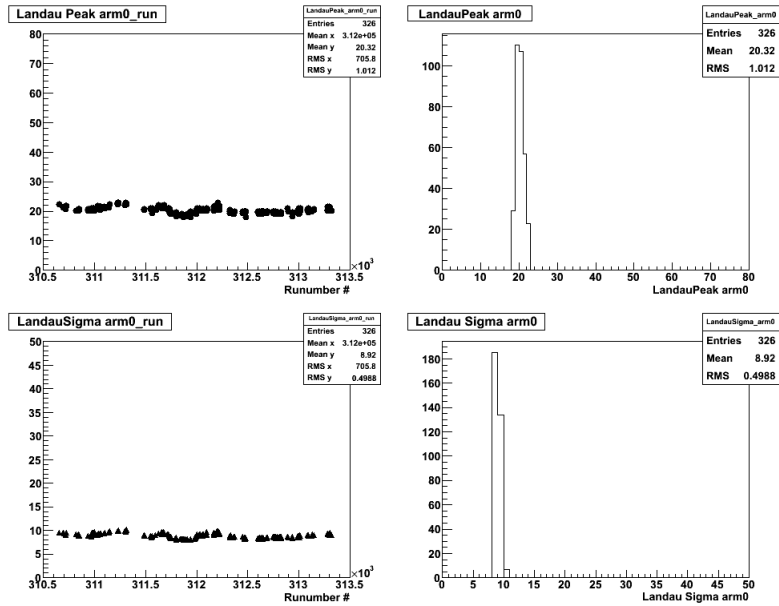 Landau Peak arm0_run
LandauPeak_arm0_run
Entries 326
Mean x 3.12e+05
Mean y 20.32
RMS x 705.8
RMS y 1.012
80
70
60
50
40
30
20
10
0
310.5 311 311.5 312 312.5 313 313.5
×10³
Runumber #
LandauPeak arm0
LandauPeak_arm0
Entries 326
Mean 20.32
RMS 1.012
100
80
60
40
20
0
0 10 20 30 40 50 60 70 80
LandauPeak arm0
LandauSigma arm0_run
LandauSigma_arm0_run
Entries 326
Mean x 3.12e+05
Mean y 8.92
RMS x 705.8
RMS y 0.4988
50
45
40
35
30
25
20
15
10
5
0
310.5 311 311.5 312 312.5 313 313.5
×10³
Runumber #
Landau Sigma arm0
LandauSigma_arm0
Entries 326
Mean 8.92
RMS 0.4988
180
160
140
120
100
80
60
40
20
0
0 5 10 15 20 25 30 35 40 45 50
Landau Sigma arm0